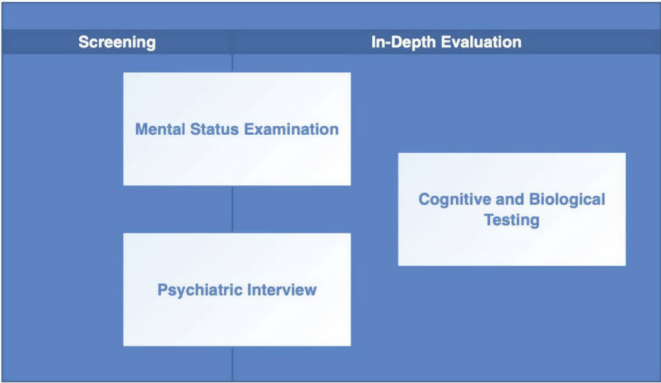 Screening
In-Depth Evaluation
Mental Status Examination
Cognitive and Biological
Testing
Psychiatric Interview